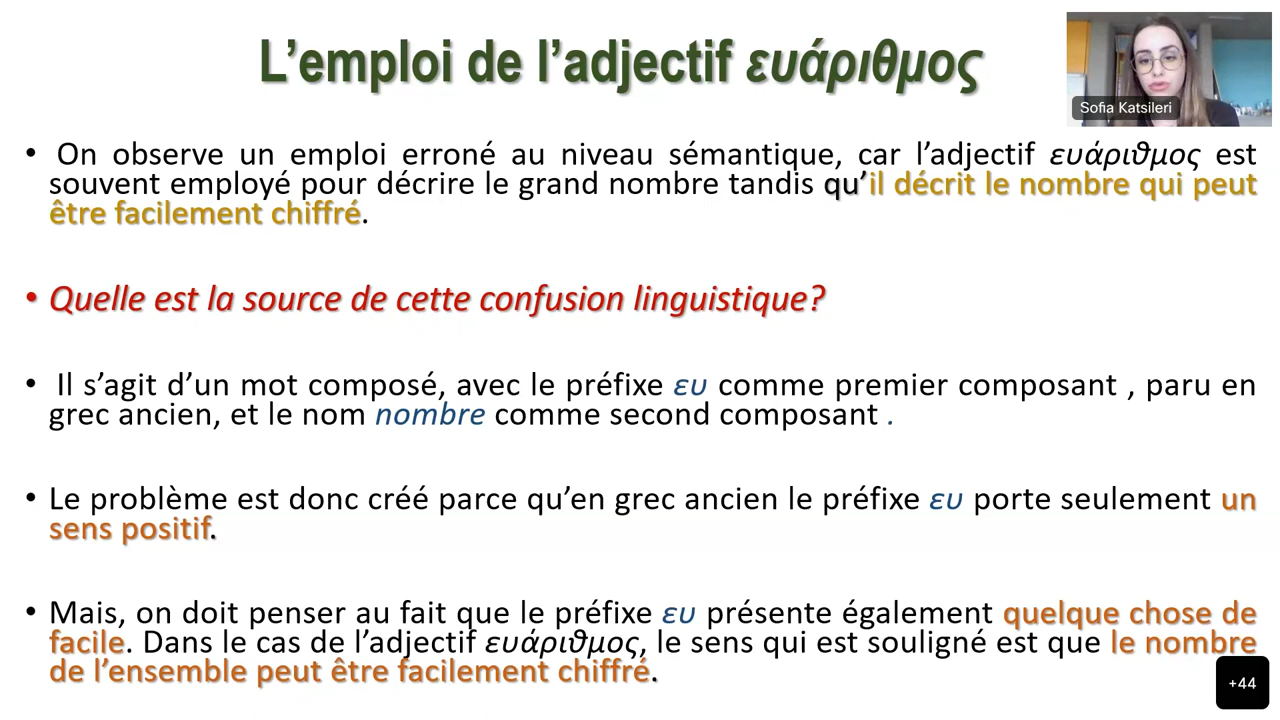 L’emploi de l’adjectif ευάριθμος
Sofia Katsileri
• On observe un emploi erroné au niveau sémantique, car l’adjectif ευάριθμος est
souvent employé pour décrire le grand nombre tandis qu’il décrit le nombre qui peut
être facilement chiffré.
• Quelle est la source de cette confusion linguistique?
• Il s’agit d’un mot composé, avec le préfixe ευ comme premier composant , paru en
grec ancien, et le nom nombre comme second composant .
• Le problème est donc créé parce qu’en grec ancien le préfixe ευ porte seulement un
sens positif.
• Mais, on doit penser au fait que le préfixe ευ présente également quelque chose de
facile. Dans le cas de l’adjectif ευάριθμος, le sens qui est souligné est que le nombre
de l’ensemble peut être facilement chiffré.
+44